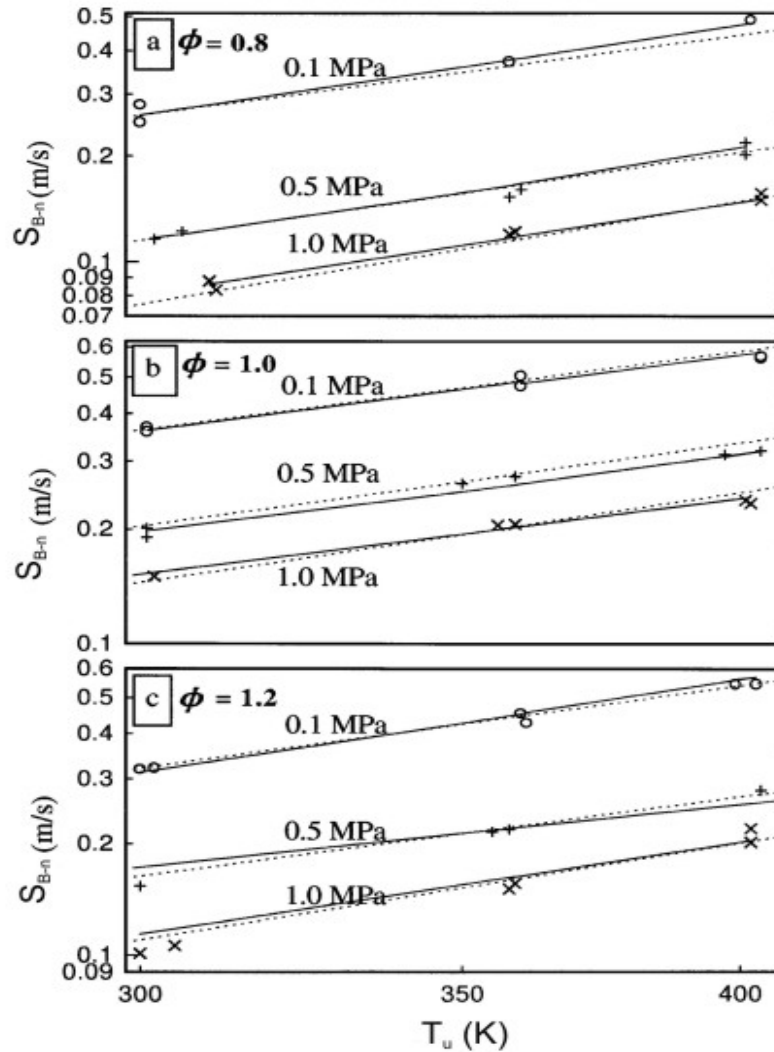 0.5
a ϕ = 0.8
0.4
0.1 MPa
0.3
0.2
0.5 MPa
S_{B-n} (m/s)
1.0 MPa
0.1
0.09
0.08
0.07
0.6
b ϕ = 1.0
0.5
0.1 MPa
0.4
0.3
0.5 MPa
S_{B-n} (m/s)
0.2
1.0 MPa
0.1
0.6
c ϕ = 1.2
0.5
0.1 MPa
0.4
0.3
0.5 MPa
S_{B-n} (m/s)
0.2
1.0 MPa
0.1
0.09
300 350 400
T_u (K)